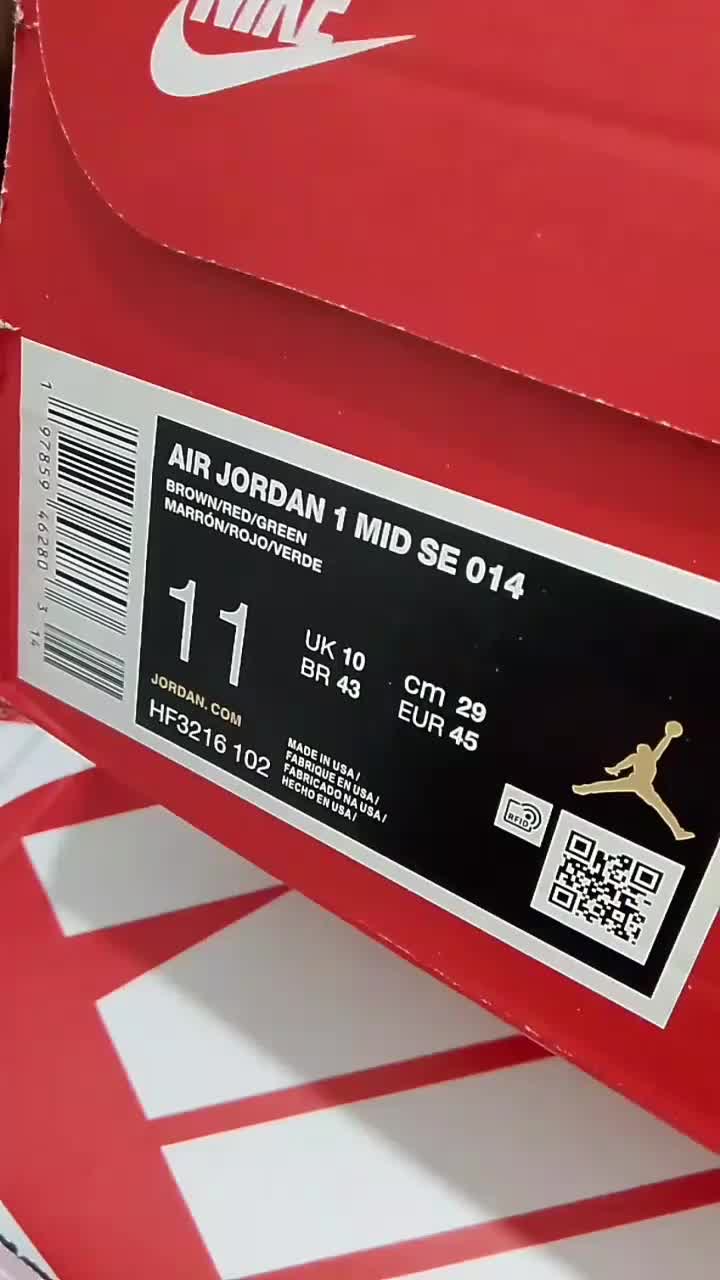 NIKE
AIR JORDAN 1 MID SE 014
BROWN/RED/GREEN
MARRÓN/ROJO/VERDE
11
UK 10
BR 43
cm 29
EUR 45
JORDAN.COM
HF3216 102
MADE IN USA/
FABRIQUE EN USA/
FABRICADO NA USA/
HECHO EN USA/
RFID
1 97859 46280 3 14